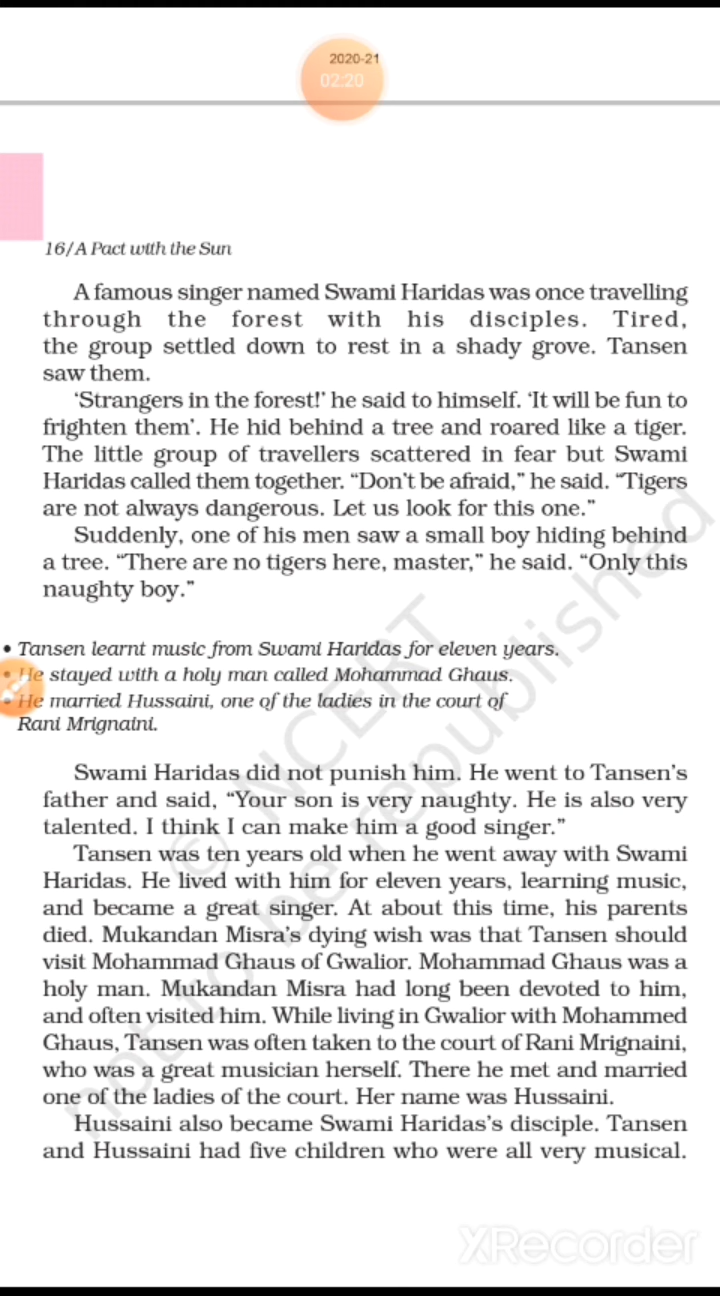 2020-21
02:20
16/A Pact with the Sun
A famous singer named Swami Haridas was once travelling
through the forest with his disciples. Tired,
the group settled down to rest in a shady grove. Tansen
saw them.
‘Strangers in the forest!’ he said to himself. ‘It will be fun to
frighten them’. He hid behind a tree and roared like a tiger.
The little group of travellers scattered in fear but Swami
Haridas called them together. “Don’t be afraid,” he said. “Tigers
are not always dangerous. Let us look for this one.”
Suddenly, one of his men saw a small boy hiding behind
a tree. “There are no tigers here, master,” he said. “Only this
naughty boy.”
• Tansen learnt music from Swami Haridas for eleven years.
• He stayed with a holy man called Mohammad Ghaus.
• He married Hussaini, one of the ladies in the court of
Rani Mrignaini.
Swami Haridas did not punish him. He went to Tansen’s
father and said, “Your son is very naughty. He is also very
talented. I think I can make him a good singer.”
Tansen was ten years old when he went away with Swami
Haridas. He lived with him for eleven years, learning music,
and became a great singer. At about this time, his parents
died. Mukandan Misra’s dying wish was that Tansen should
visit Mohammad Ghaus of Gwalior. Mohammad Ghaus was a
holy man. Mukandan Misra had long been devoted to him,
and often visited him. While living in Gwalior with Mohammed
Ghaus, Tansen was often taken to the court of Rani Mrignaini,
who was a great musician herself. There he met and married
one of the ladies of the court. Her name was Hussaini.
Hussaini also became Swami Haridas’s disciple. Tansen
and Hussaini had five children who were all very musical.
© NCERT
not to be republished
XRecorder